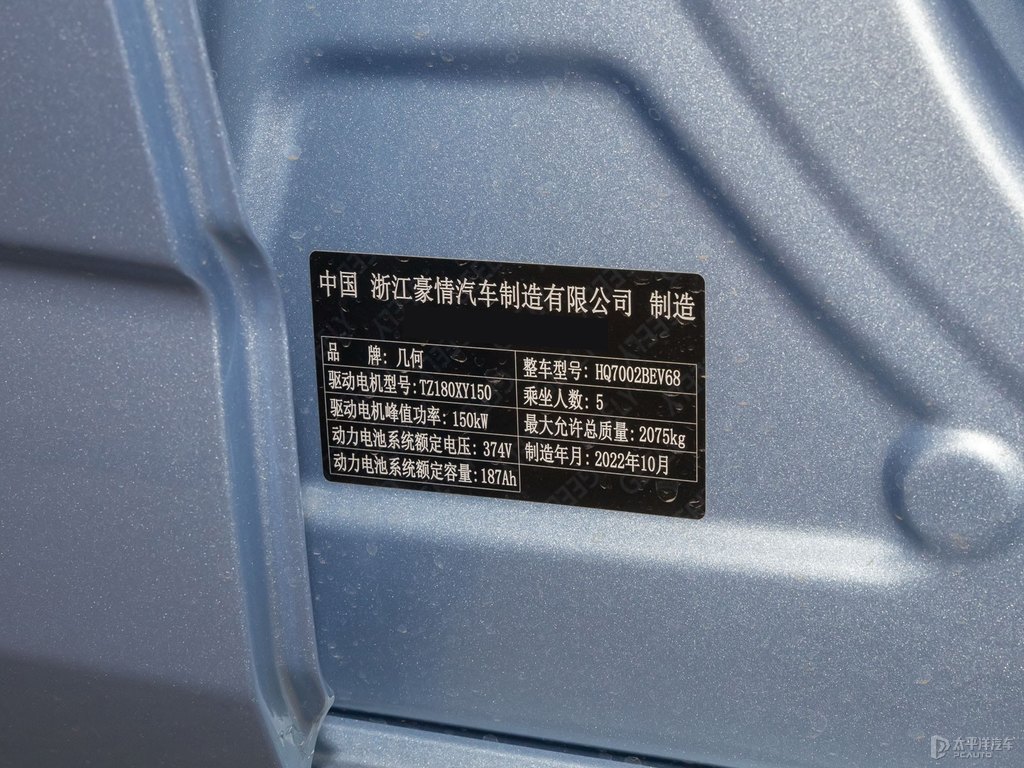 中国 浙江豪情汽车制造有限公司 制造
品 牌: 几何
驱动电机型号: TZ180XY150
驱动电机峰值功率: 150kW
动力电池系统额定电压: 374V
动力电池系统额定容量: 187Ah
整车型号: HQ7002BEV68
乘坐人数: 5
最大允许总质量: 2075kg
制造年月: 2022年10月
太平洋汽车
PCAUTO